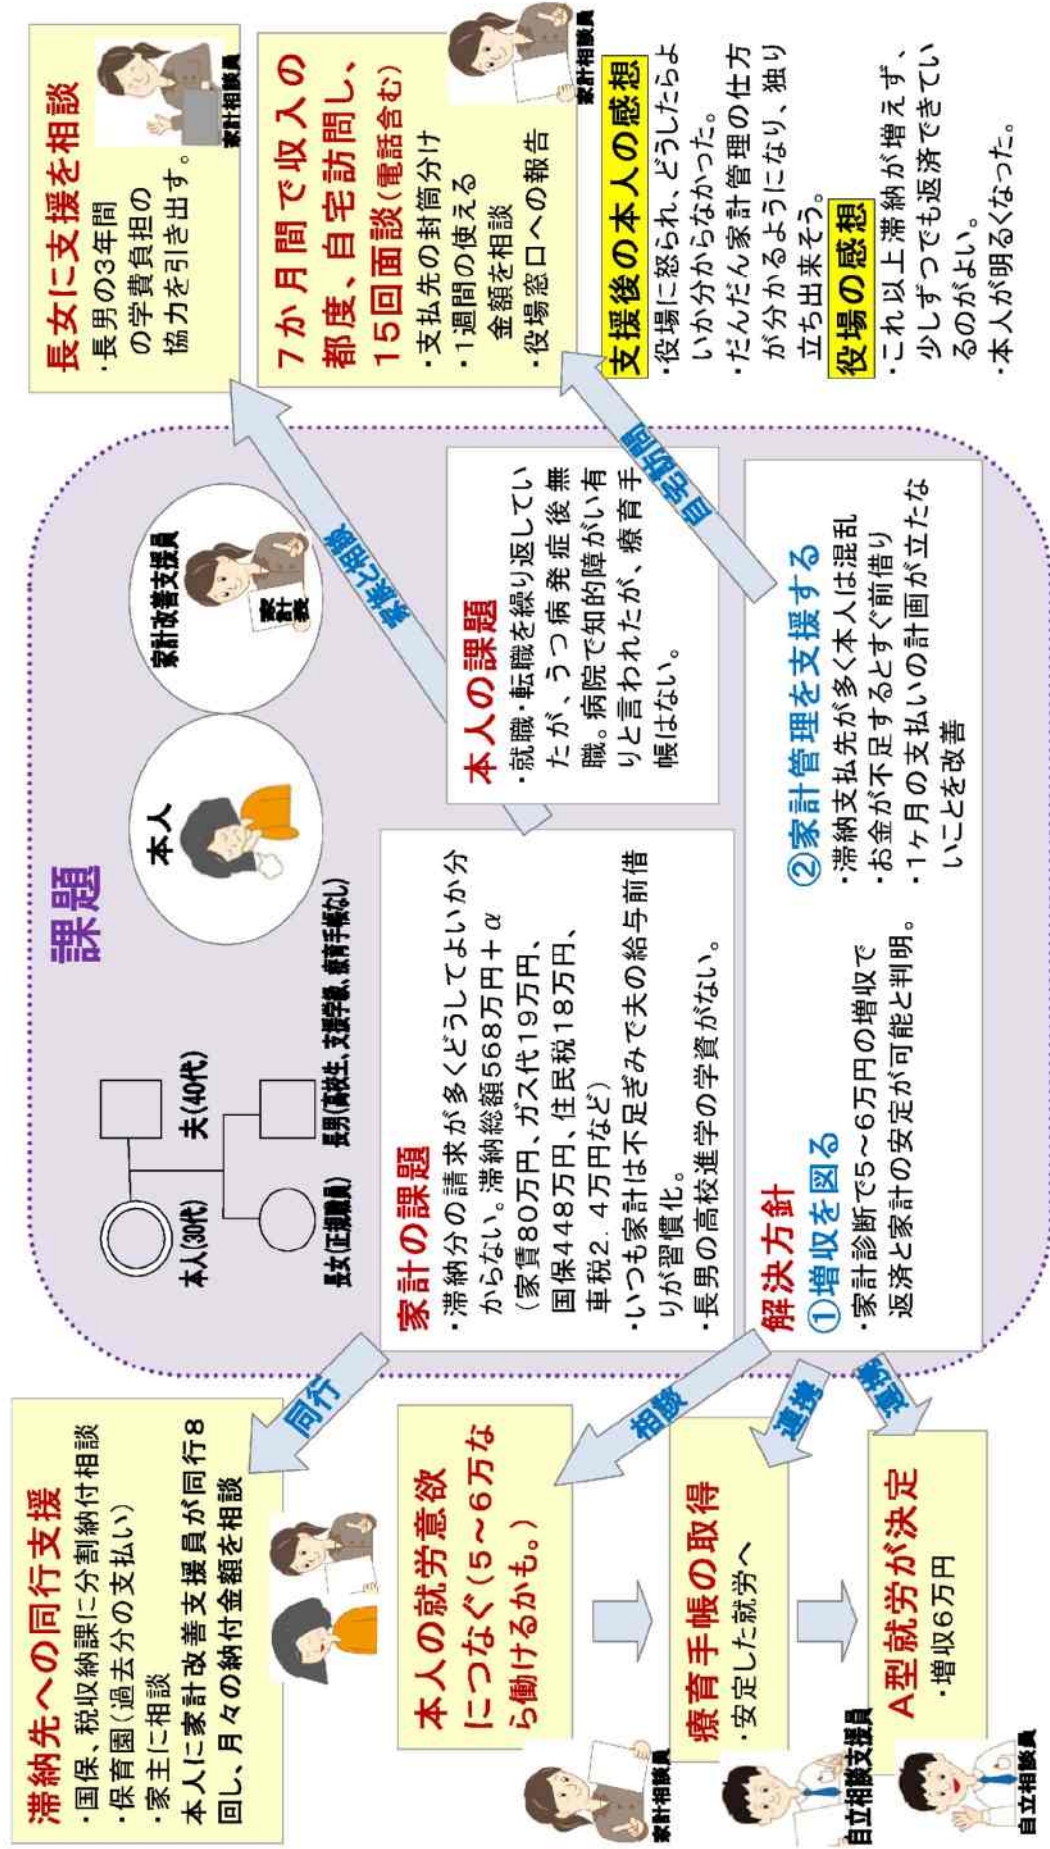 課題
滞納先への同行支援
・国保、税収納課に分割納付相談
・保育園（過去分の支払い）
・家主に相談
本人に家計改善支援員が同行8
回し、月々の納付金額を相談
同行
本人の就労意欲
につなぐ（5～6万な
ら働けるかも。）
家計相談員
相談
療育手帳の取得
・安定した就労へ
自立相談支援員
連携
A型就労が決定
・増収6万円
自立相談員
連携
本人(30代)
夫(40代)
長女(正規職員)
長男(高校生、支援学級、療育手帳なし)
本人
家計改善支援員
家計表
家計の課題
・滞納分の請求が多くどうしてよいか分
からない。滞納総額568万円＋α
（家賃80万円、ガス代19万円、
国保448万円、住民税18万円、
車税2．4万円など）
・いつも家計は不足ぎみで夫の給与前借
りが習慣化。
・長男の高校進学の学資がない。
本人の課題
・就職・転職を繰り返してい
たが、うつ病発症後無
職。病院で知的障がい有
りと言われたが、療育手
帳はない。
解決方針
①増収を図る
・家計診断で5～6万円の増収で
返済と家計の安定が可能と判明。
②家計管理を支援する
・滞納支払先が多く本人は混乱
・お金が不足するとすぐ前借り
・1ヶ月の支払いの計画が立たな
いことを改善
家族と相談
自宅訪問
長女に支援を相談
・長男の3年間
の学費負担の
協力を引き出す。
家計相談員
7か月間で収入の
都度、自宅訪問し、
15回面談（電話含む）
・支払先の封筒分け
・1週間の使える
金額を相談
・役場窓口への報告
家計相談員
支援後の本人の感想
・役場に怒られ、どうしたらよ
いか分からなかった。
・だんだん家計管理の仕方
が分かるようになり、独り
立ち出来そう。
役場の感想
・これ以上滞納が増えず、
少しずつでも返済できてい
るのがよい。
・本人が明るくなった。